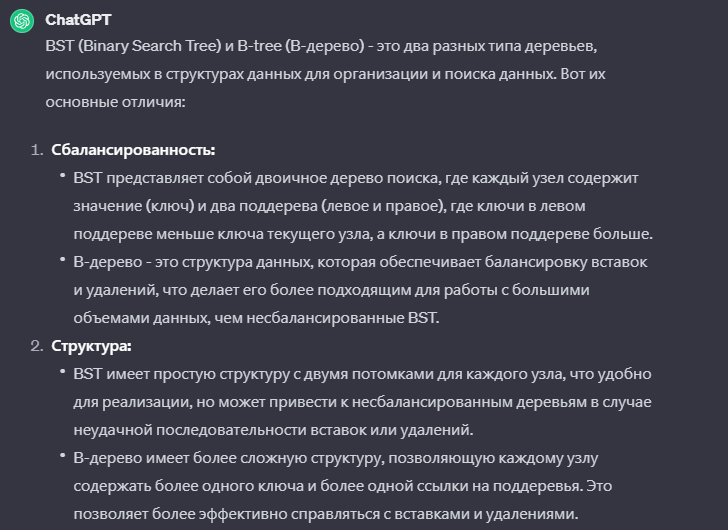 ChatGPT
BST (Binary Search Tree) и B-tree (B-дерево) - это два разных типа деревьев,
используемых в структурах данных для организации и поиска данных. Вот их
основные отличия:
1. Сбалансированность:
• BST представляет собой двоичное дерево поиска, где каждый узел содержит
значение (ключ) и два поддерева (левое и правое), где ключи в левом
поддереве меньше ключа текущего узла, а ключи в правом поддереве больше.
• B-дерево - это структура данных, которая обеспечивает балансировку вставок
и удалений, что делает его более подходящим для работы с большими
объемами данных, чем несбалансированные BST.
2. Структура:
• BST имеет простую структуру с двумя потомками для каждого узла, что удобно
для реализации, но может привести к несбалансированным деревьям в случае
неудачной последовательности вставок или удалений.
• B-дерево имеет более сложную структуру, позволяющую каждому узлу
содержать более одного ключа и более одной ссылки на поддеревья. Это
позволяет более эффективно справляться с вставками и удалениями.